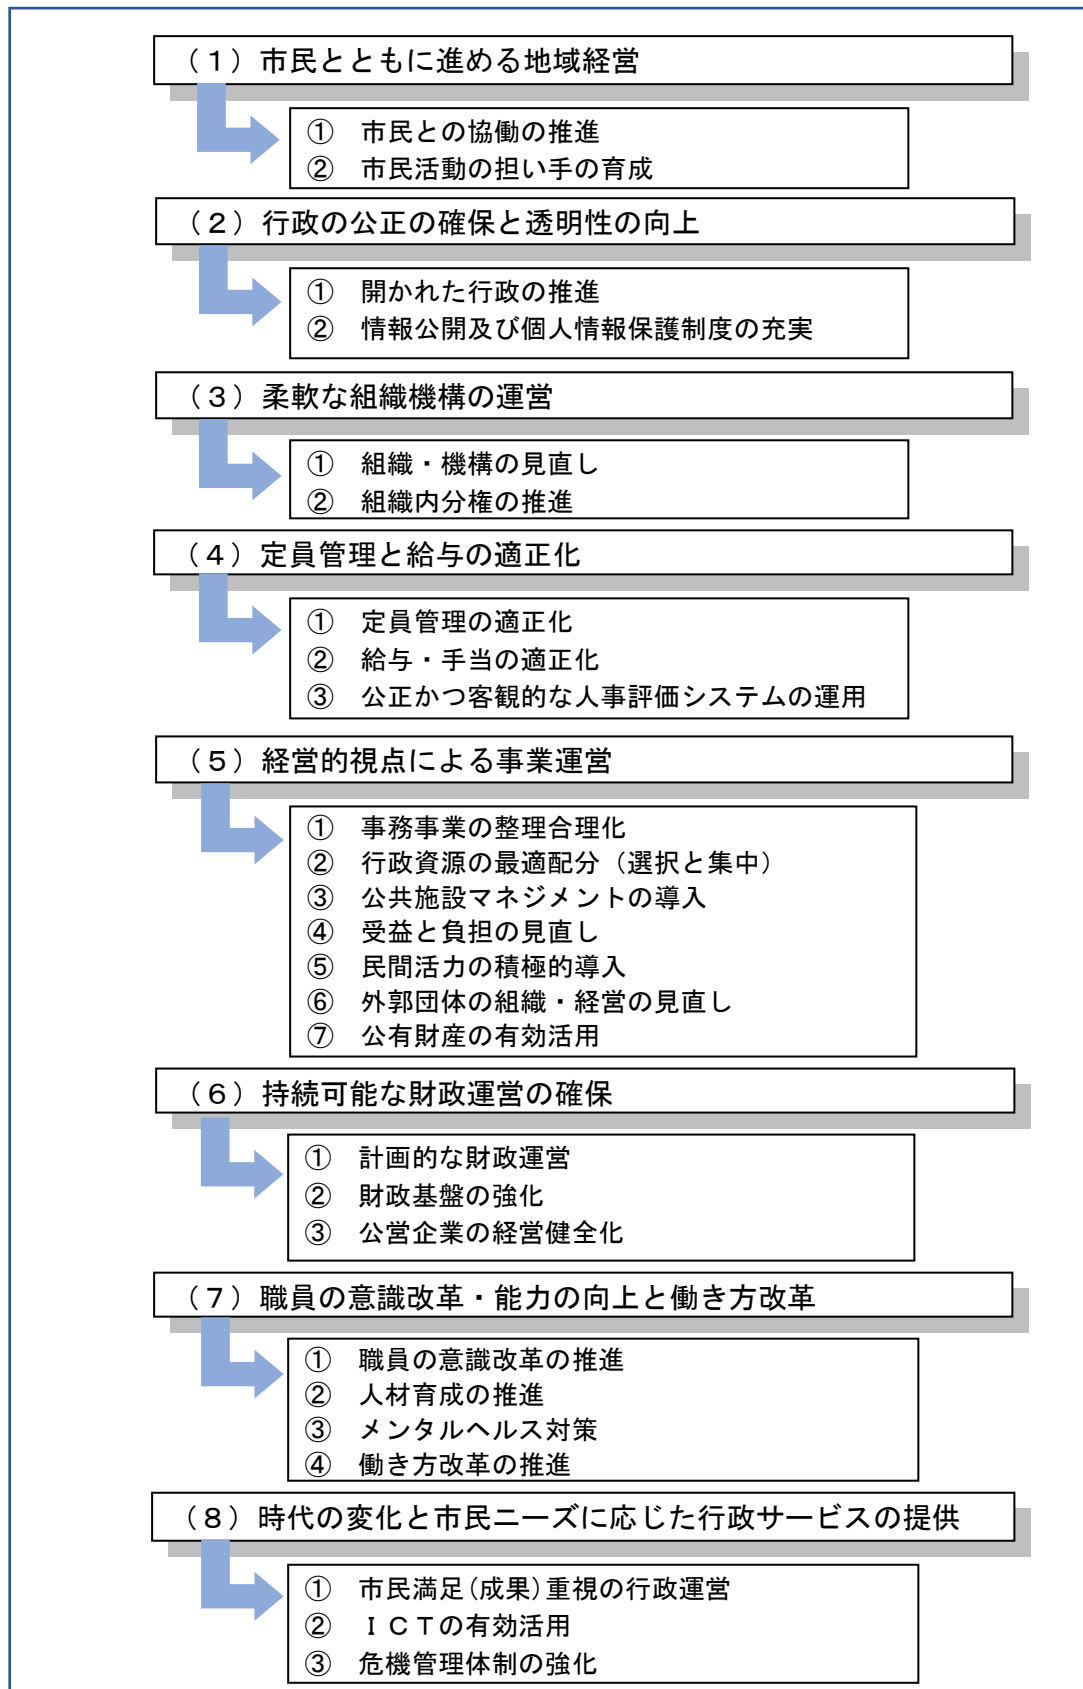 （１）市民とともに進める地域経営
①　市民との協働の推進
②　市民活動の担い手の育成
（２）行政の公正の確保と透明性の向上
①　開かれた行政の推進
②　情報公開及び個人情報保護制度の充実
（３）柔軟な組織機構の運営
①　組織・機構の見直し
②　組織内分権の推進
（４）定員管理と給与の適正化
①　定員管理の適正化
②　給与・手当の適正化
③　公正かつ客観的な人事評価システムの運用
（５）経営的視点による事業運営
①　事務事業の整理合理化
②　行政資源の最適配分（選択と集中）
③　公共施設マネジメントの導入
④　受益と負担の見直し
⑤　民間活力の積極的導入
⑥　外郭団体の組織・経営の見直し
⑦　公有財産の有効活用
（６）持続可能な財政運営の確保
①　計画的な財政運営
②　財政基盤の強化
③　公営企業の経営健全化
（７）職員の意識改革・能力の向上と働き方改革
①　職員の意識改革の推進
②　人材育成の推進
③　メンタルヘルス対策
④　働き方改革の推進
（８）時代の変化と市民ニーズに応じた行政サービスの提供
①　市民満足(成果)重視の行政運営
②　ＩＣＴの有効活用
③　危機管理体制の強化